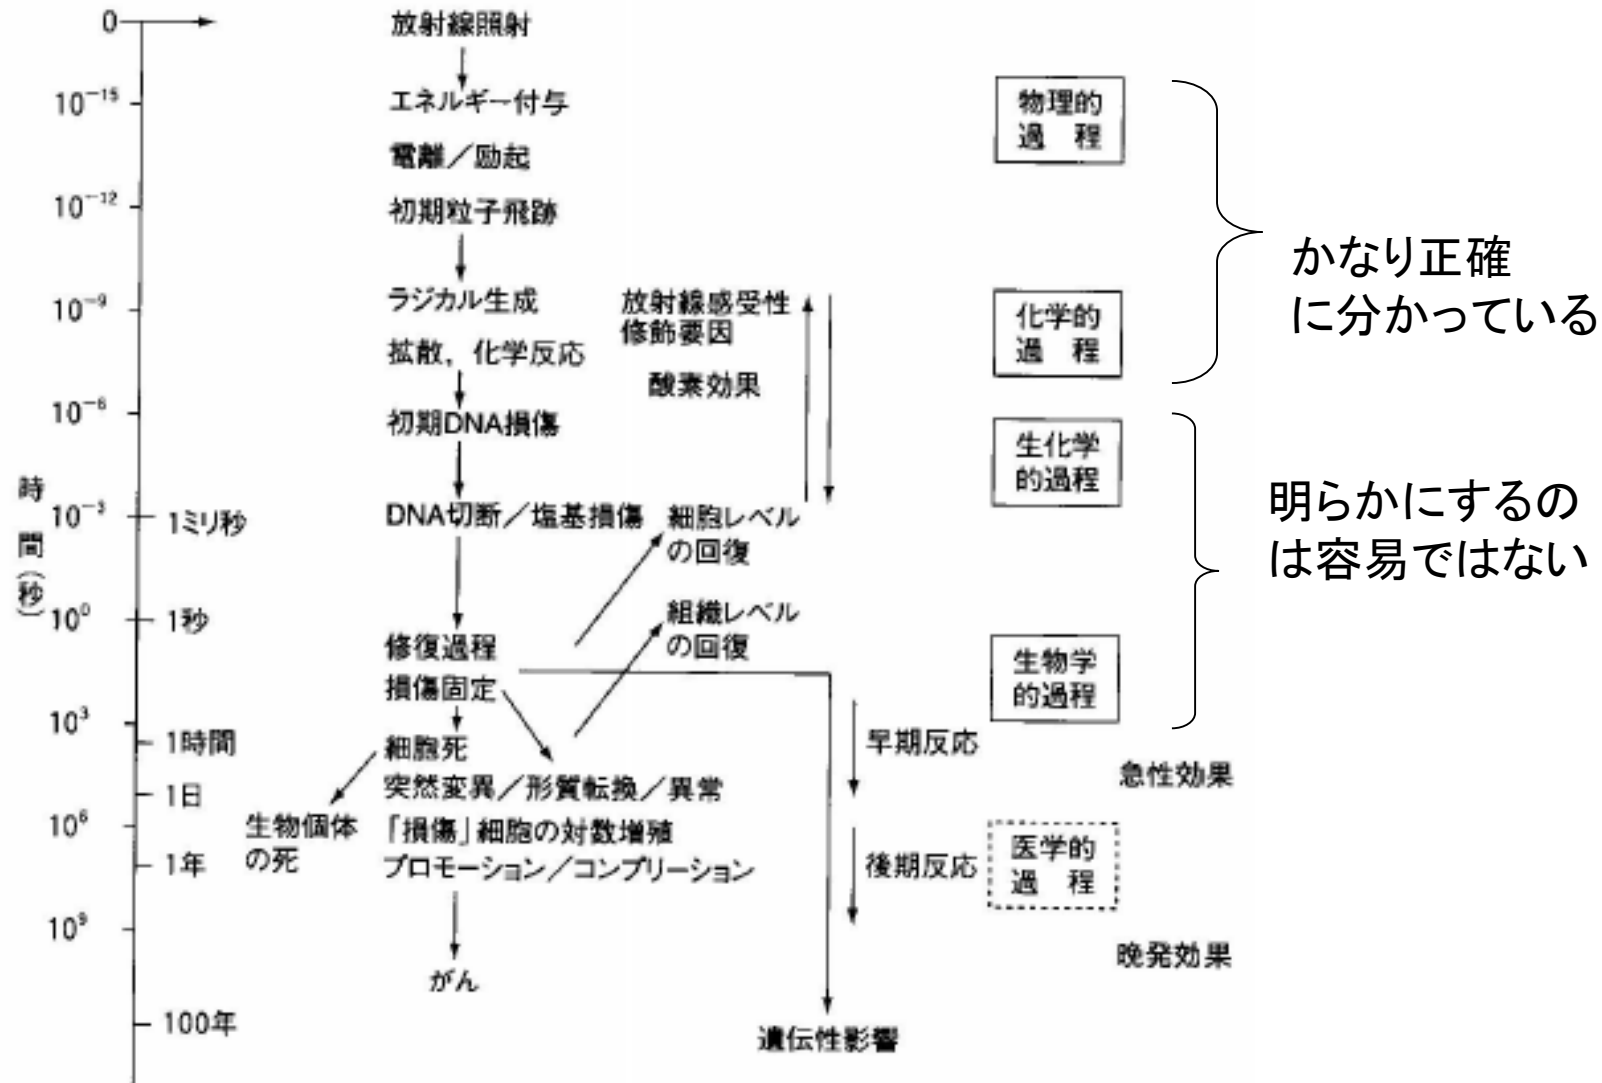 0
放射線照射
10⁻¹⁵
エネルギー付与
電離／励起
10⁻¹²
初期粒子飛跡
10⁻⁹
ラジカル生成
拡散，化学反応
10⁻⁶
初期DNA損傷
時間(秒)
10⁻³
1ミリ秒
DNA切断／塩基損傷
10⁰
1秒
修復過程
損傷固定
10³
1時間
細胞死
1日
突然変異／形質転換／異常
10⁶
生物個体
の死
「損傷」細胞の対数増殖
1年
プロモーション／コンプリーション
10⁹
がん
100年
放射線感受性
修飾要因
酸素効果
細胞レベル
の回復
組織レベル
の回復
早期反応
後期反応
遺伝性影響
物理的
過　程
化学的
過　程
生化学
的過程
生物学
的過程
急性効果
医学的
過　程
晩発効果
かなり正確
に分かっている
明らかにするの
は容易ではない